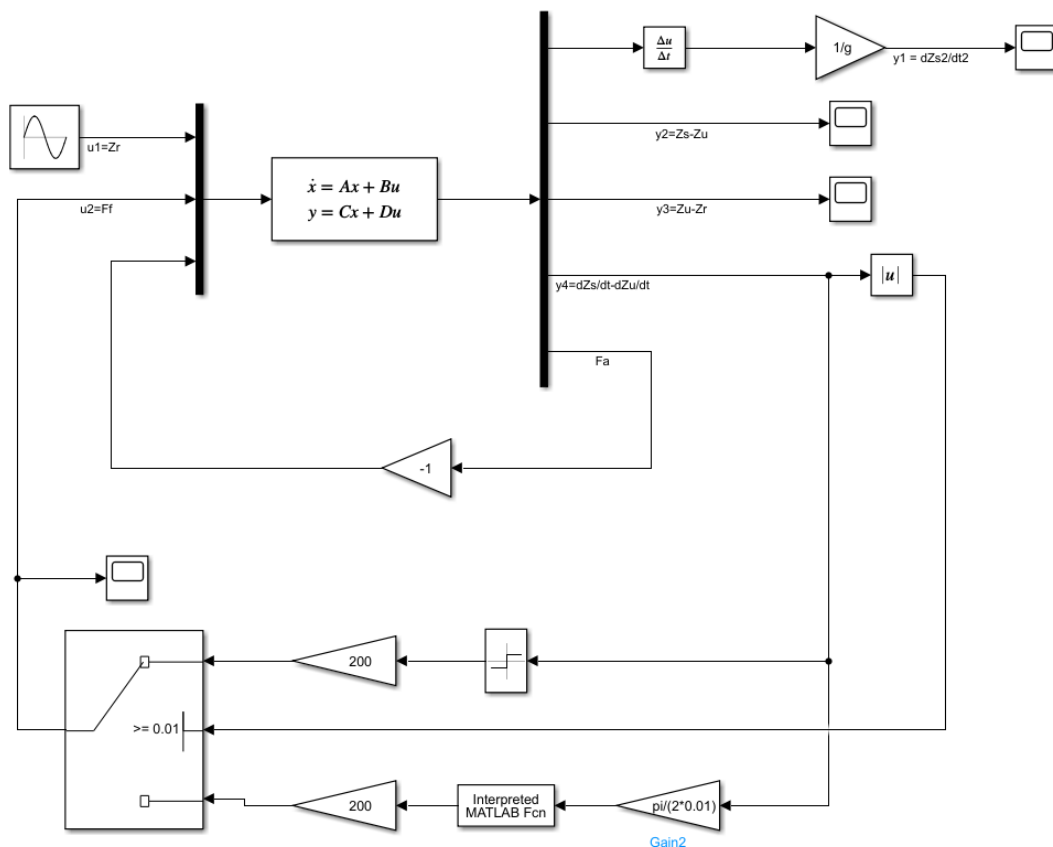 Δu
Δt
1/g
y1 = dZs2/dt2
u1=Zr
y2=Zs-Zu
ẋ = Ax + Bu
y = Cx + Du
u2=Ff
y3=Zu-Zr
|u|
y4=dZs/dt-dZu/dt
Fa
-1
200
>= 0.01
200
Interpreted
MATLAB Fcn
pi/(2*0.01)
Gain2